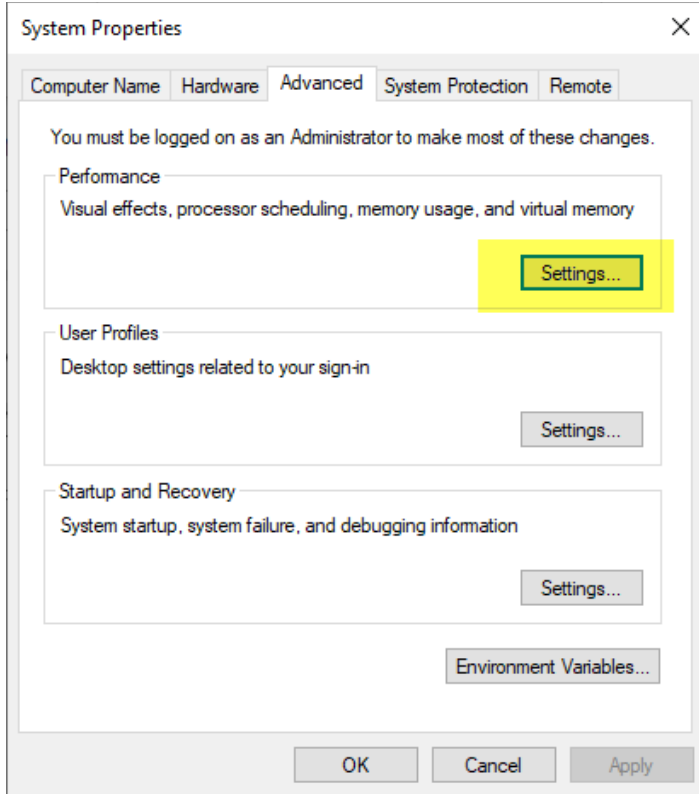 System Properties
Computer Name Hardware Advanced System Protection Remote
You must be logged on as an Administrator to make most of these changes.
Performance
Visual effects, processor scheduling, memory usage, and virtual memory
Settings...
User Profiles
Desktop settings related to your sign-in
Settings...
Startup and Recovery
System startup, system failure, and debugging information
Settings...
Environment Variables...
OK Cancel Apply